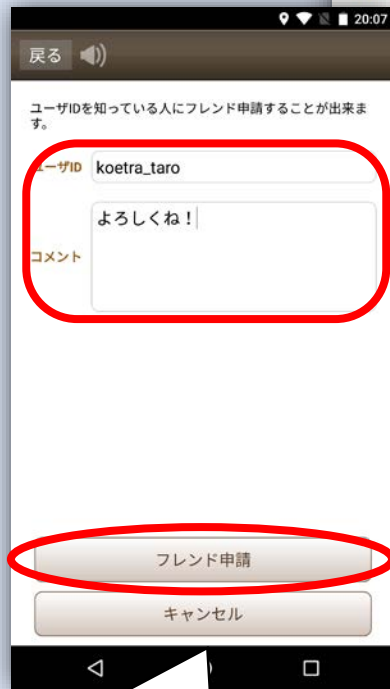 20:07
戻る
ユーザIDを知っている人にフレンド申請することが出来ま
す。
ーザID koetra_taro
よろしくね！
コメント
フレンド申請
キャンセル